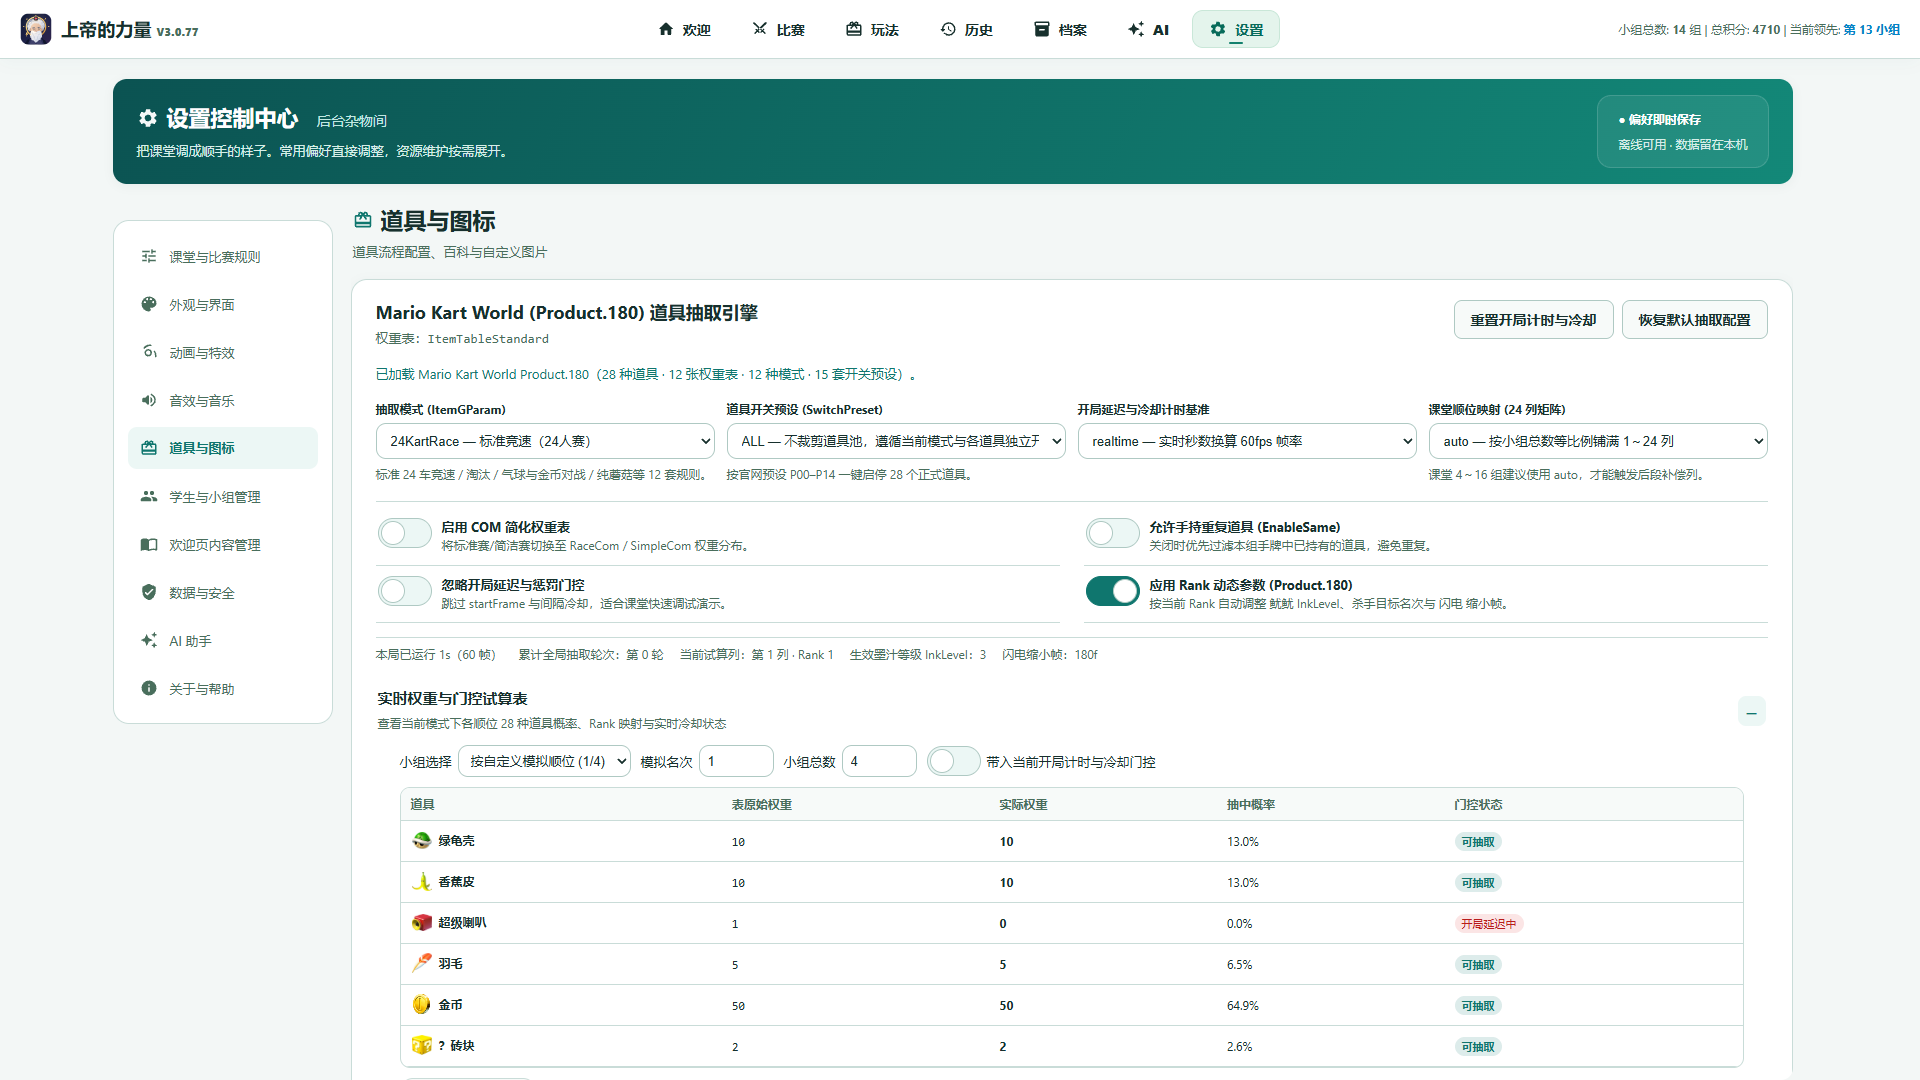 上帝的力量 V3.0.77
欢迎
比赛
玩法
历史
档案
AI
设置
小组总数: 14 组 | 总积分: 4710 | 当前领先: 第 13 小组
设置控制中心 后台杂物间
把课堂调成顺手的样子。常用偏好直接调整，资源维护按需展开。
● 偏好即时保存
离线可用 · 数据留在本机
课堂与比赛规则
外观与界面
动画与特效
音效与音乐
道具与图标
学生与小组管理
欢迎页内容管理
数据与安全
AI 助手
关于与帮助
道具与图标
道具流程配置、百科与自定义图片
Mario Kart World (Product.180) 道具抽取引擎
权重表：ItemTableStandard
重置开局计时与冷却
恢复默认抽取配置
已加载 Mario Kart World Product.180（28 种道具 · 12 张权重表 · 12 种模式 · 15 套开关预设）。
抽取模式 (ItemGParam)
24KartRace — 标准竞速（24人赛）
标准 24 车竞速 / 淘汰 / 气球与金币对战 / 纯蘑菇等 12 套规则。
道具开关预设 (SwitchPreset)
ALL — 不裁剪道具池，遵循当前模式与各道具独立开
按官网预设 P00–P14 一键启停 28 个正式道具。
开局延迟与冷却计时基准
realtime — 实时秒数换算 60fps 帧率
课堂顺位映射 (24 列矩阵)
auto — 按小组总数等比例铺满 1～24 列
课堂 4～16 组建议使用 auto，才能触发后段补偿列。
启用 COM 简化权重表
将标准赛/简洁赛切换至 RaceCom / SimpleCom 权重分布。
允许手持重复道具 (EnableSame)
关闭时优先过滤本组手牌中已持有的道具，避免重复。
忽略开局延迟与惩罚门控
跳过 startFrame 与间隔冷却，适合课堂快速调试演示。
应用 Rank 动态参数 (Product.180)
按当前 Rank 自动调整 鱿鱿 InkLevel、杀手目标名次与 闪电 缩小帧。
本局已运行 1s（60 帧） 累计全局抽取轮次：第 0 轮 当前试算列：第 1 列 · Rank 1 生效墨汁等级 InkLevel：3 闪电缩小帧：180f
实时权重与门控试算表
查看当前模式下各顺位 28 种道具概率、Rank 映射与实时冷却状态
–
小组选择 按自定义模拟顺位 (1/4) 模拟名次 1 小组总数 4 带入当前开局计时与冷却门控
道具 表原始权重 实际权重 抽中概率 门控状态
绿龟壳 10 10 13.0% 可抽取
香蕉皮 10 10 13.0% 可抽取
超级喇叭 1 0 0.0% 开局延迟中
羽毛 5 5 6.5% 可抽取
金币 50 50 64.9% 可抽取
? 砖块 2 2 2.6% 可抽取